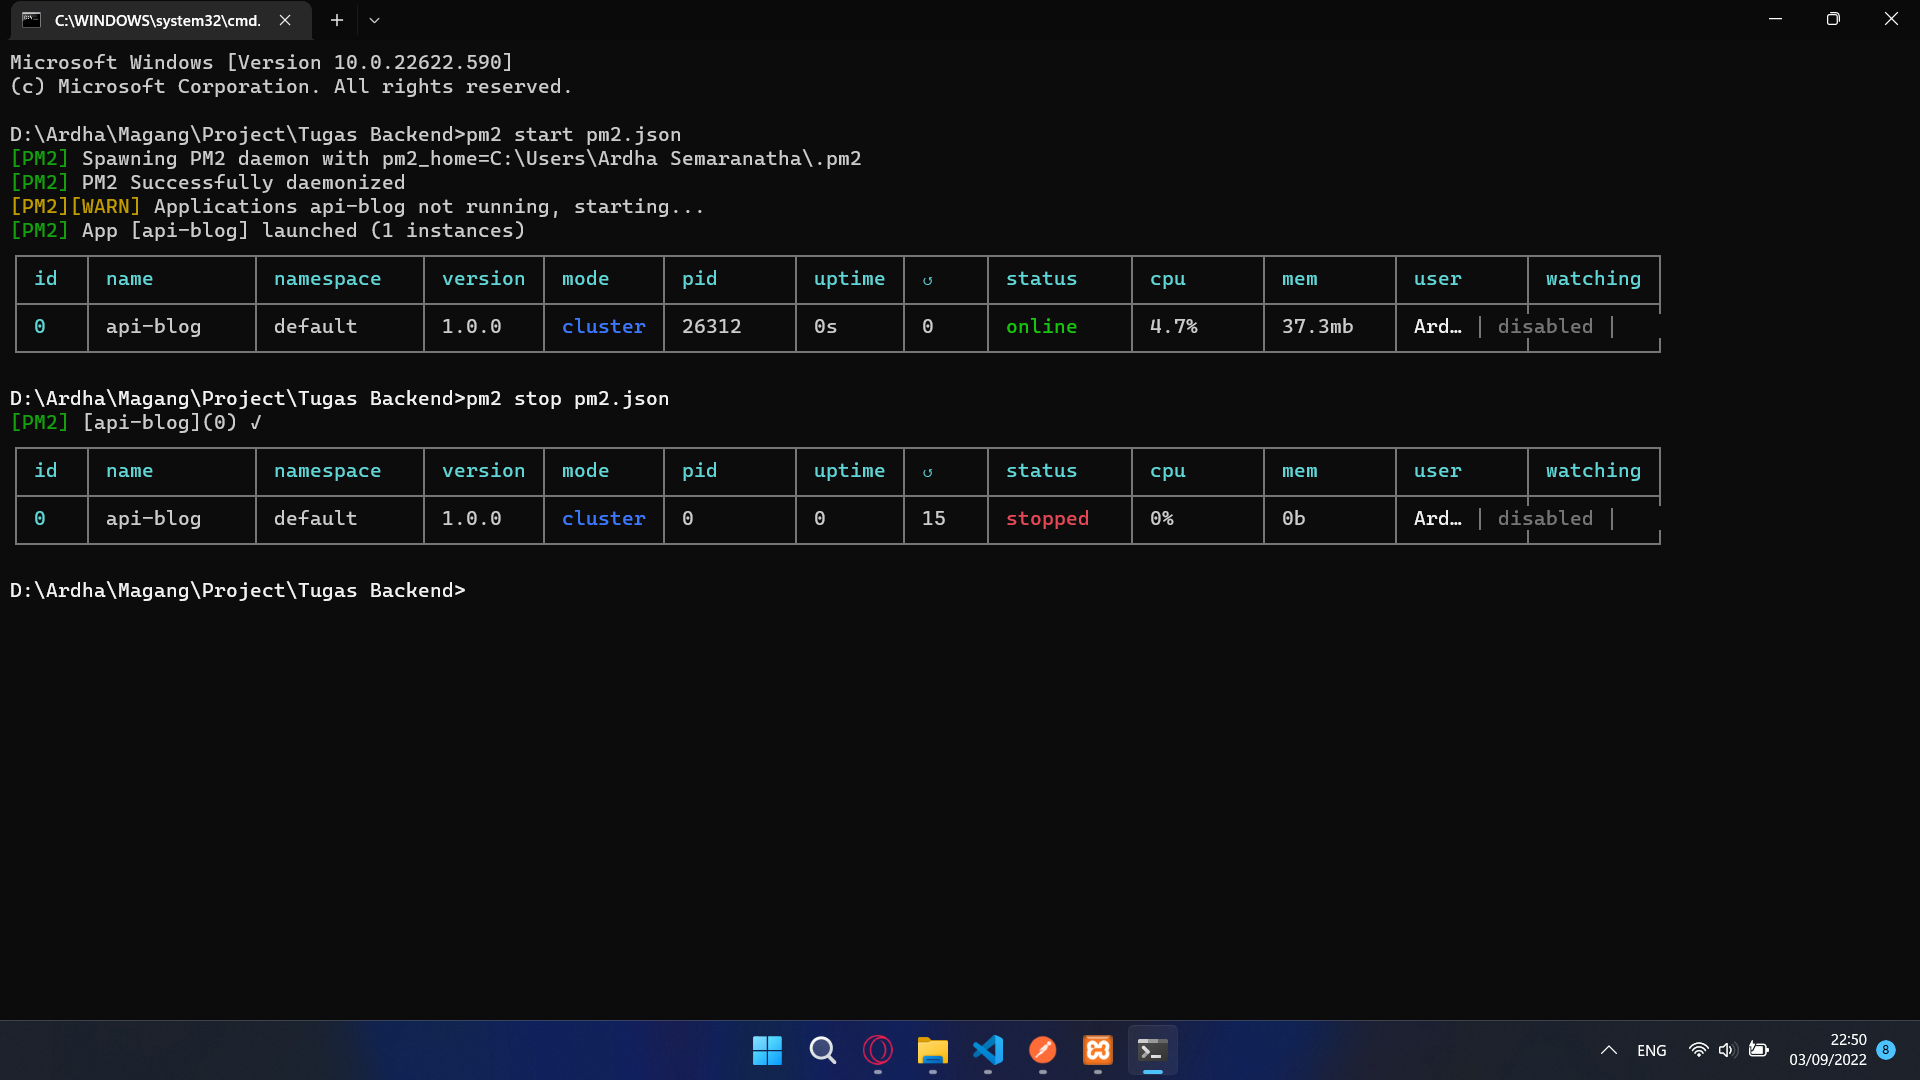 C:\WINDOWS\system32\cmd.
Microsoft Windows [Version 10.0.22622.590]
(c) Microsoft Corporation. All rights reserved.
D:\Ardha\Magang\Project\Tugas Backend>pm2 start pm2.json
[PM2] Spawning PM2 daemon with pm2_home=C:\Users\Ardha Semaranatha\.pm2
[PM2] PM2 Successfully daemonized
[PM2][WARN] Applications api-blog not running, starting...
[PM2] App [api-blog] launched (1 instances)
id name namespace version mode pid uptime ↺ status cpu mem user watching
0 api-blog default 1.0.0 cluster 26312 0s 0 online 4.7% 37.3mb Ard… | disabled |
D:\Ardha\Magang\Project\Tugas Backend>pm2 stop pm2.json
[PM2] [api-blog](0) ✓
id name namespace version mode pid uptime ↺ status cpu mem user watching
0 api-blog default 1.0.0 cluster 0 0 15 stopped 0% 0b Ard… | disabled |
D:\Ardha\Magang\Project\Tugas Backend>
ENG
22:50
03/09/2022
8